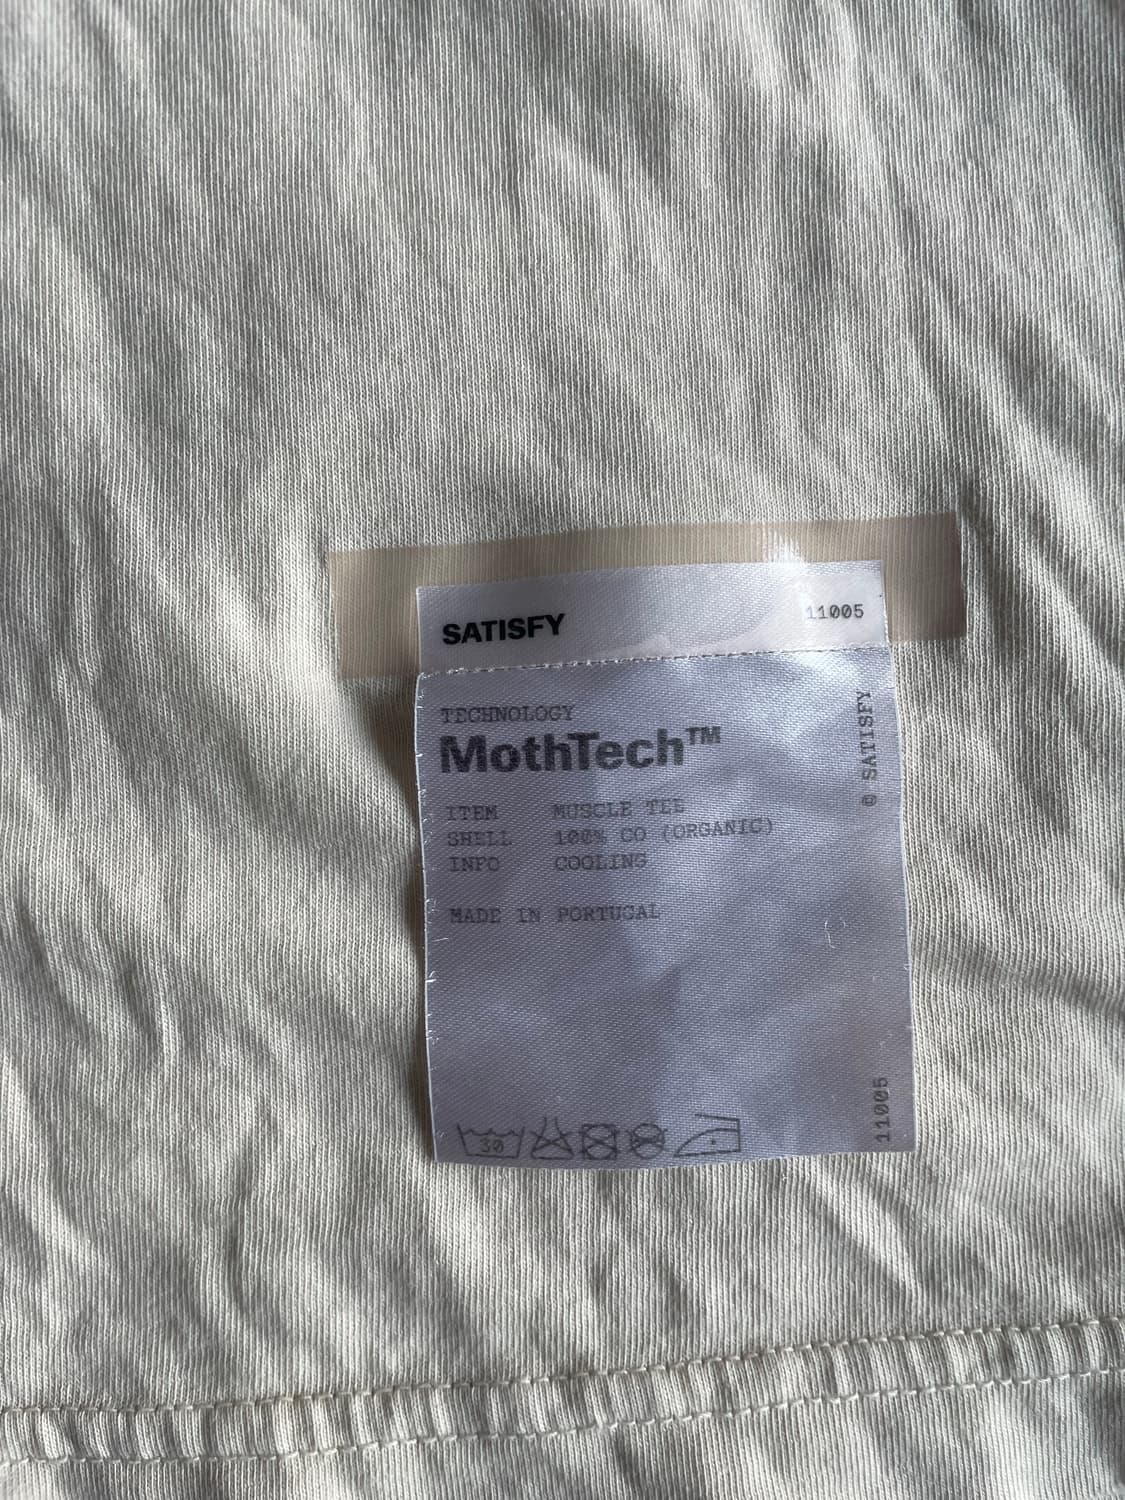 SATISFY 11005
TECHNOLOGY
MothTech™
ITEM MUSCLE TEE
SHELL 100% CO (ORGANIC)
INFO COOLING
MADE IN PORTUGAL
© SATISFY
11005
30